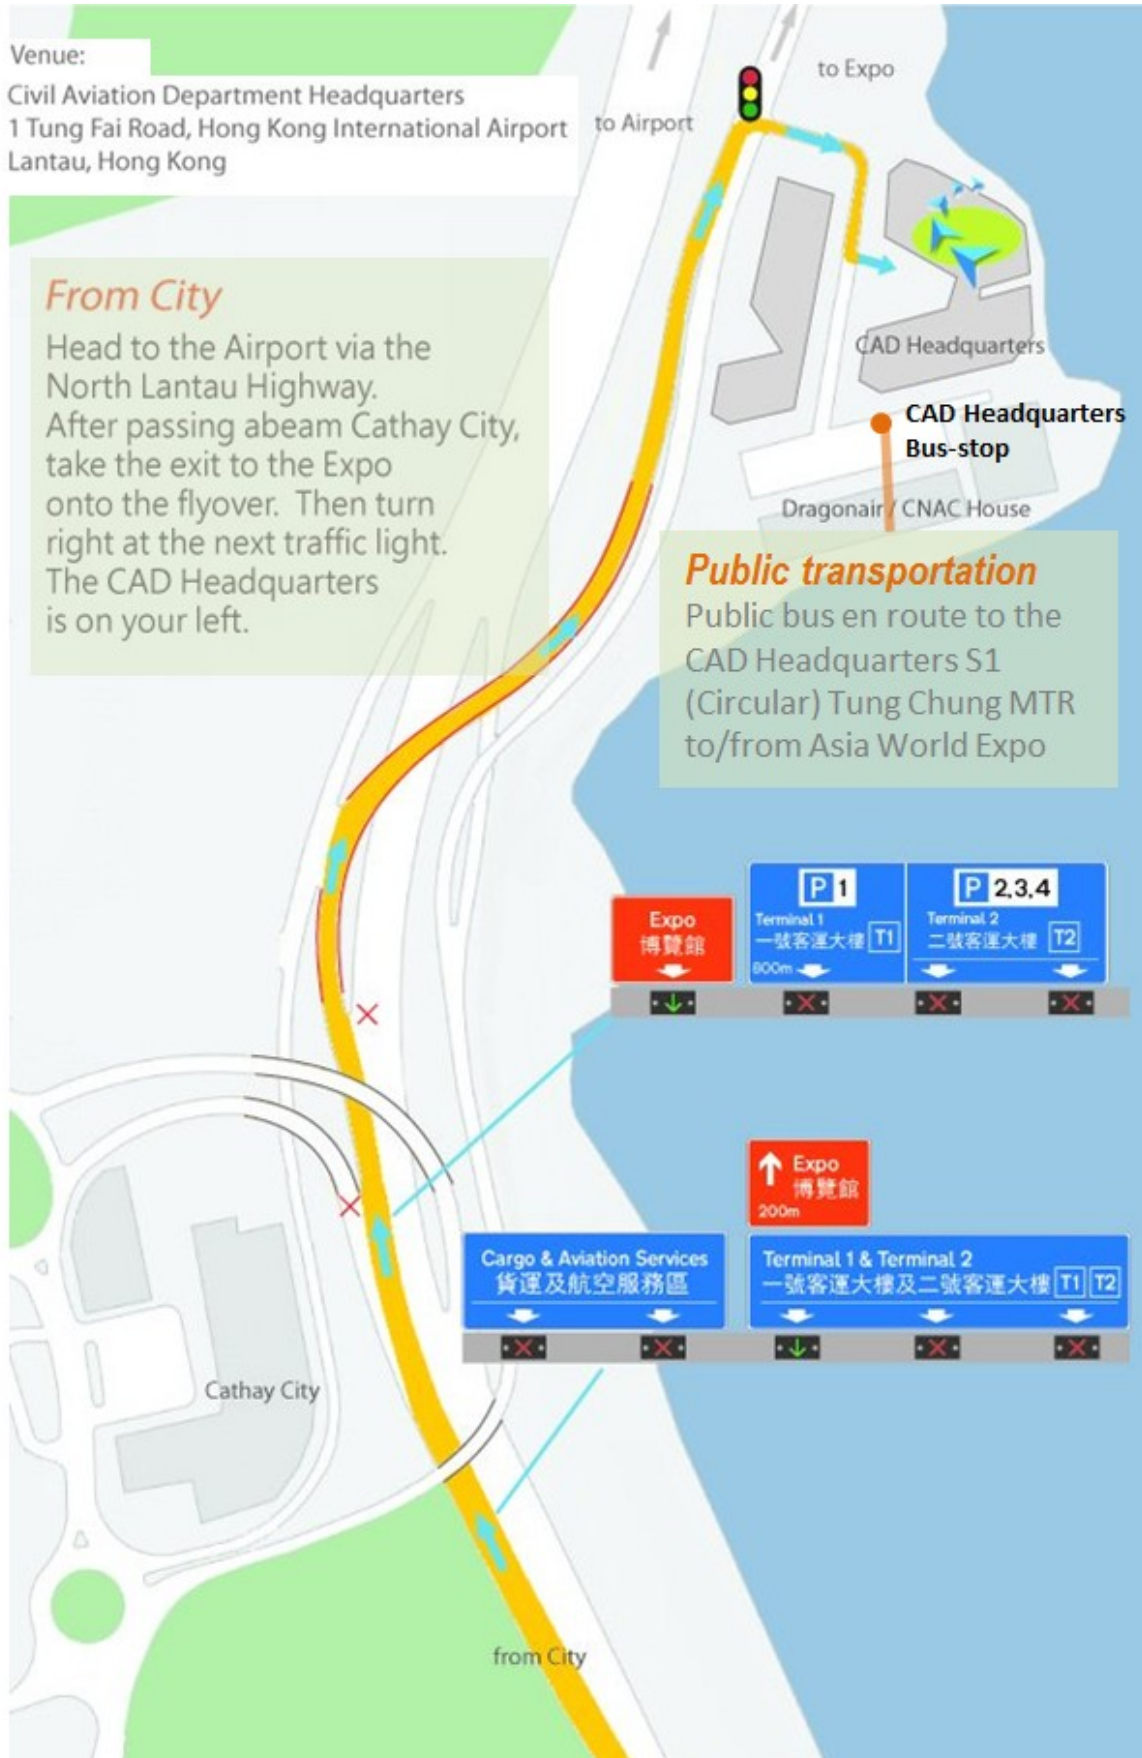 Venue:
Civil Aviation Department Headquarters
1 Tung Fai Road, Hong Kong International Airport
Lantau, Hong Kong
to Expo
to Airport
From City
Head to the Airport via the
North Lantau Highway.
After passing abeam Cathay City,
take the exit to the Expo
onto the flyover. Then turn
right at the next traffic light.
The CAD Headquarters
is on your left.
CAD Headquarters
CAD Headquarters
Bus-stop
Dragonair / CNAC House
Public transportation
Public bus en route to the
CAD Headquarters S1
(Circular) Tung Chung MTR
to/from Asia World Expo
Expo
博覽館
P 1
Terminal 1
一號客運大樓 T1
800m
P 2,3,4
Terminal 2
二號客運大樓 T2
Expo
博覽館
200m
Cargo & Aviation Services
貨運及航空服務區
Terminal 1 & Terminal 2
一號客運大樓及二號客運大樓 T1 T2
Cathay City
from City